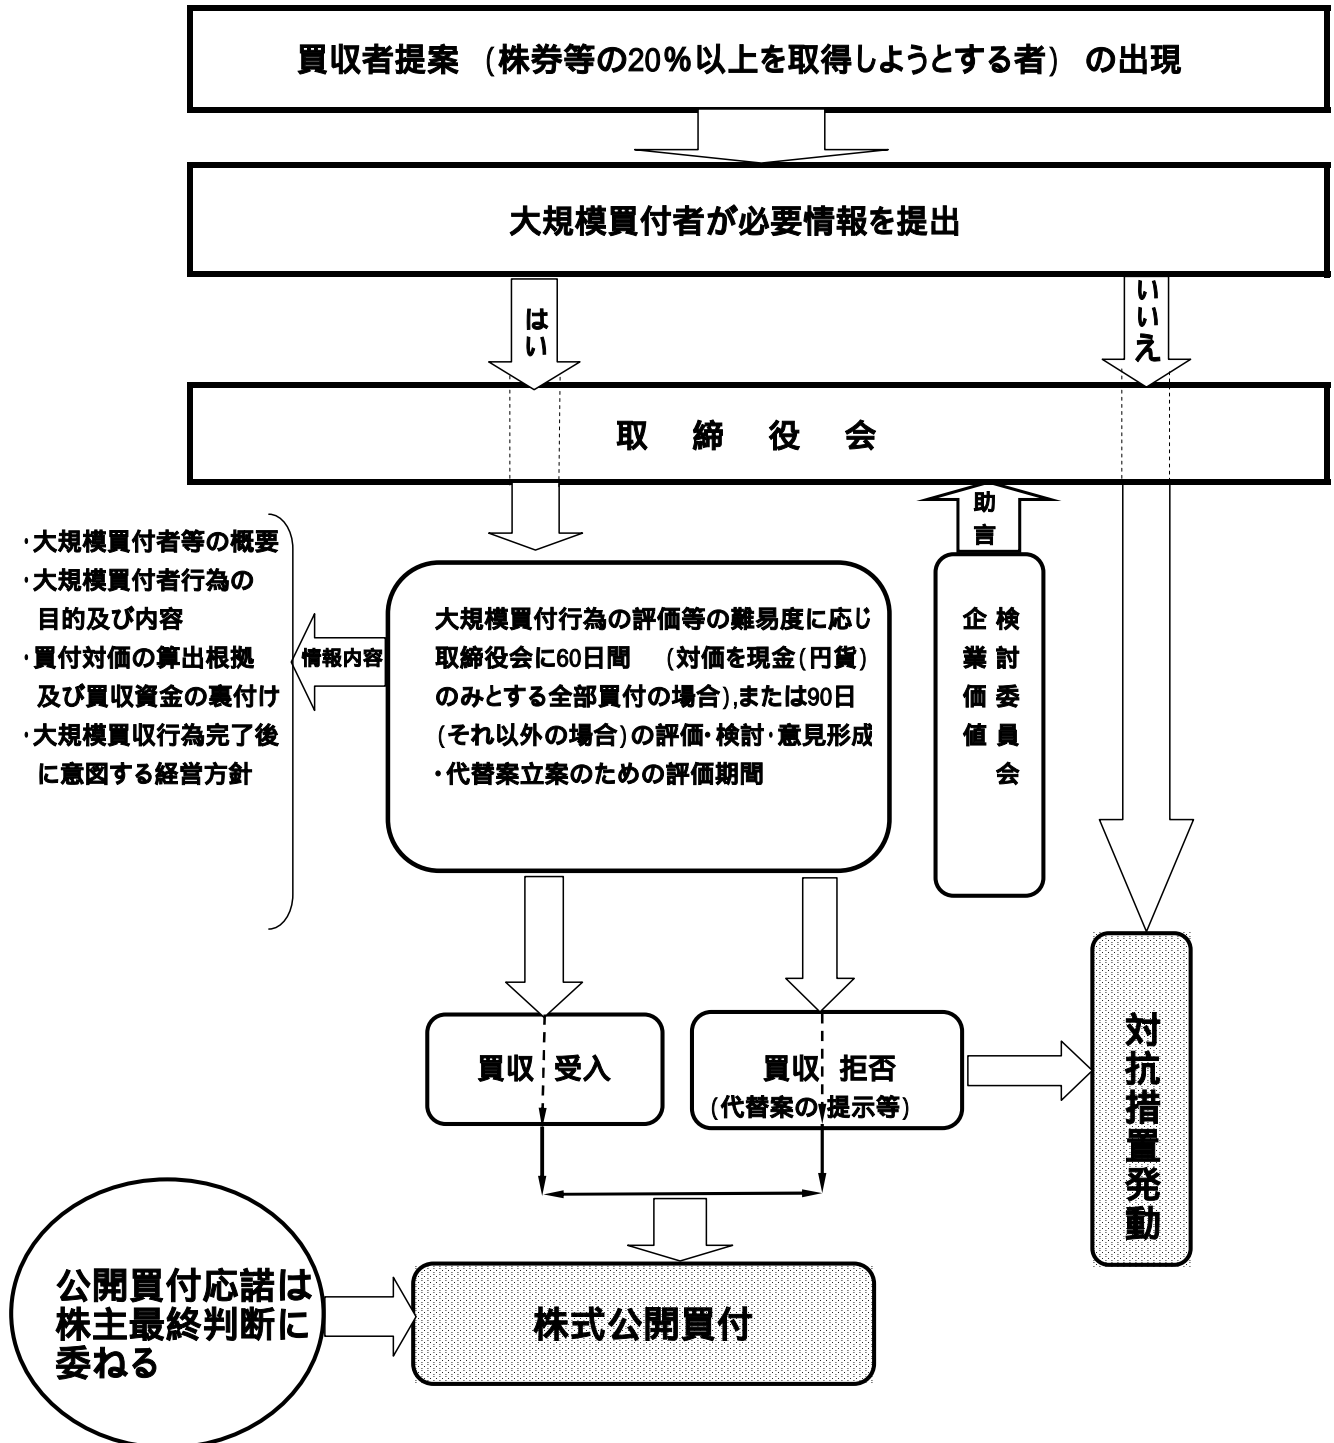 買収者提案 (株券等の20％以上を取得しようとする者) の出現
大規模買付者が必要情報を提出
はい
いいえ
取締役会
助言
・大規模買付者等の概要
・大規模買付者行為の
目的及び内容
・買付対価の算出根拠
及び買収資金の裏付け
・大規模買収行為完了後
に意図する経営方針
情報内容
大規模買付行為の評価等の難易度に応じ
取締役会に60日間 (対価を現金(円貨)
のみとする全部買付の場合),または90日
(それ以外の場合)の評価・検討・意見形成
・代替案立案のための評価期間
企業価値
検討委員会
買収 受入
買収 拒否
(代替案の提示等)
対抗措置発動
公開買付応諾は
株主最終判断に
委ねる
株式公開買付